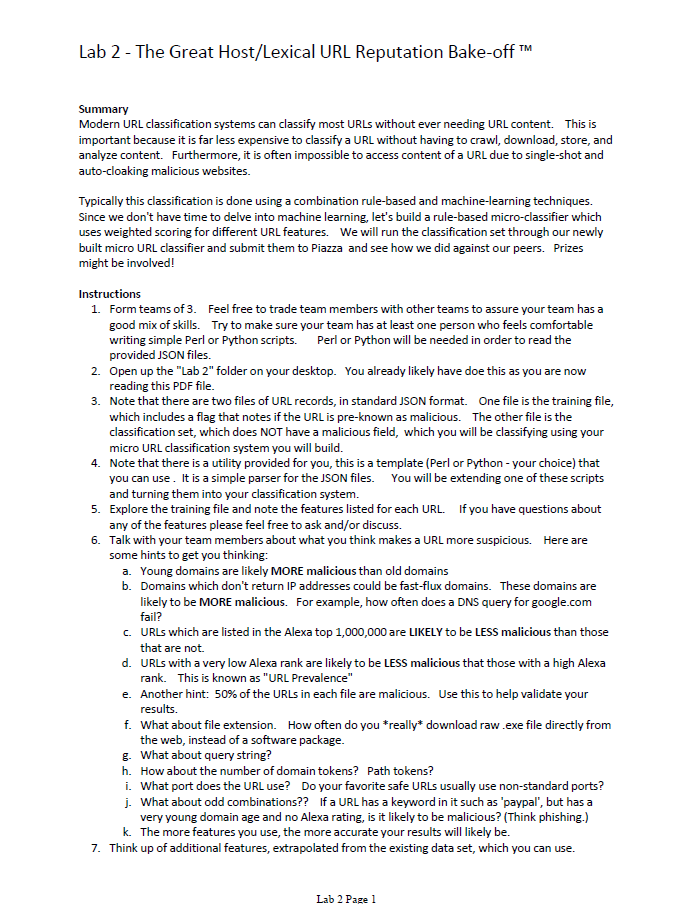 Lab 2 - The Great Host/Lexical URL Reputation Bake-off ™
Summary
Modern URL classification systems can classify most URLs without ever needing URL content. This is
important because it is far less expensive to classify a URL without having to crawl, download, store, and
analyze content. Furthermore, it is often impossible to access content of a URL due to single-shot and
auto-cloaking malicious websites.
Typically this classification is done using a combination rule-based and machine-learning techniques.
Since we don't have time to delve into machine learning, let's build a rule-based micro-classifier which
uses weighted scoring for different URL features. We will run the classification set through our newly
built micro URL classifier and submit them to Piazza and see how we did against our peers. Prizes
might be involved!
Instructions
1. Form teams of 3. Feel free to trade team members with other teams to assure your team has a
good mix of skills. Try to make sure your team has at least one person who feels comfortable
writing simple Perl or Python scripts. Perl or Python will be needed in order to read the
provided JSON files.
2. Open up the "Lab 2" folder on your desktop. You already likely have doe this as you are now
reading this PDF file.
3. Note that there are two files of URL records, in standard JSON format. One file is the training file,
which includes a flag that notes if the URL is pre-known as malicious. The other file is the
classification set, which does NOT have a malicious field, which you will be classifying using your
micro URL classification system you will build.
4. Note that there is a utility provided for you, this is a template (Perl or Python - your choice) that
you can use . It is a simple parser for the JSON files. You will be extending one of these scripts
and turning them into your classification system.
5. Explore the training file and note the features listed for each URL. If you have questions about
any of the features please feel free to ask and/or discuss.
6. Talk with your team members about what you think makes a URL more suspicious. Here are
some hints to get you thinking:
a. Young domains are likely MORE malicious than old domains
b. Domains which don't return IP addresses could be fast-flux domains. These domains are
likely to be MORE malicious. For example, how often does a DNS query for google.com
fail?
c. URLs which are listed in the Alexa top 1,000,000 are LIKELY to be LESS malicious than those
that are not.
d. URLs with a very low Alexa rank are likely to be LESS malicious that those with a high Alexa
rank. This is known as "URL Prevalence"
e. Another hint: 50% of the URLs in each file are malicious. Use this to help validate your
results.
f. What about file extension. How often do you *really* download raw .exe file directly from
the web, instead of a software package.
g. What about query string?
h. How about the number of domain tokens? Path tokens?
i. What port does the URL use? Do your favorite safe URLs usually use non-standard ports?
j. What about odd combinations?? If a URL has a keyword in it such as 'paypal', but has a
very young domain age and no Alexa rating, is it likely to be malicious? (Think phishing.)
k. The more features you use, the more accurate your results will likely be.
7. Think up of additional features, extrapolated from the existing data set, which you can use.
Lab 2 Page 1